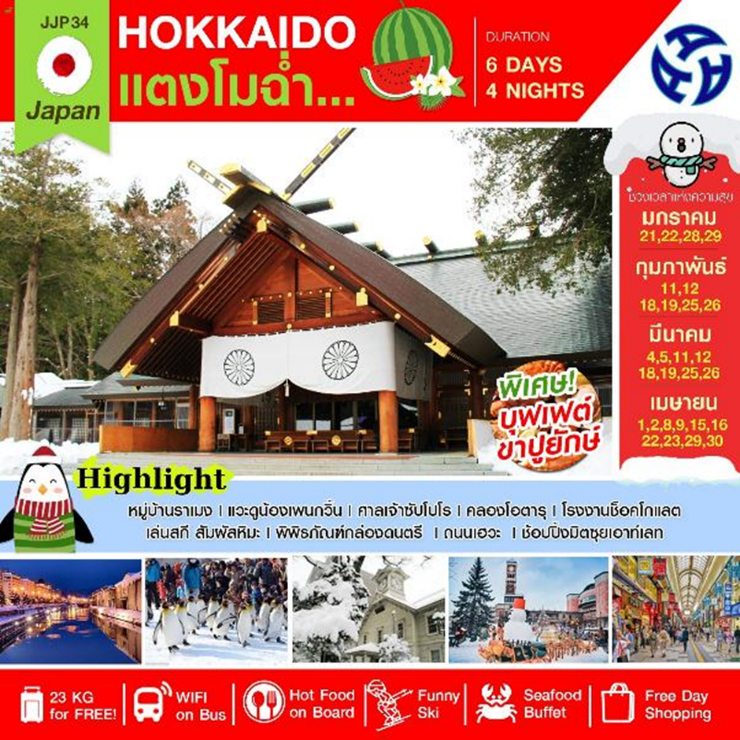 JJP34
Japan
HOKKAIDO
แตงโมฉ่ำ...
DURATION
6 DAYS
4 NIGHTS
ช่วงเวลาแห่งความสุข
มกราคม
21,22,28,29
กุมภาพันธ์
11,12
18,19,25,26
มีนาคม
4,5,11,12
18,19,25,26
เมษายน
1,2,8,9,15,16
22,23,29,30
พิเศษ!
บุฟเฟต์
ขาปูยักษ์
Highlight
หมู่บ้านราเมง | แวะดูน้องเพนกวิ้น | ศาลเจ้าซัปโปโร | คลองโอตารุ | โรงงานช็อคโกแลต
เล่นสกี สัมผัสหิมะ | พิพิธภัณฑ์กล่องดนตรี | ถนนเฮวะ | ช้อปปิ้งมิตซุยเอาท์เลท
23 KG
for FREE!
WIFI
on Bus
Hot Food
on Board
Funny
Ski
Seafood
Buffet
Free Day
Shopping